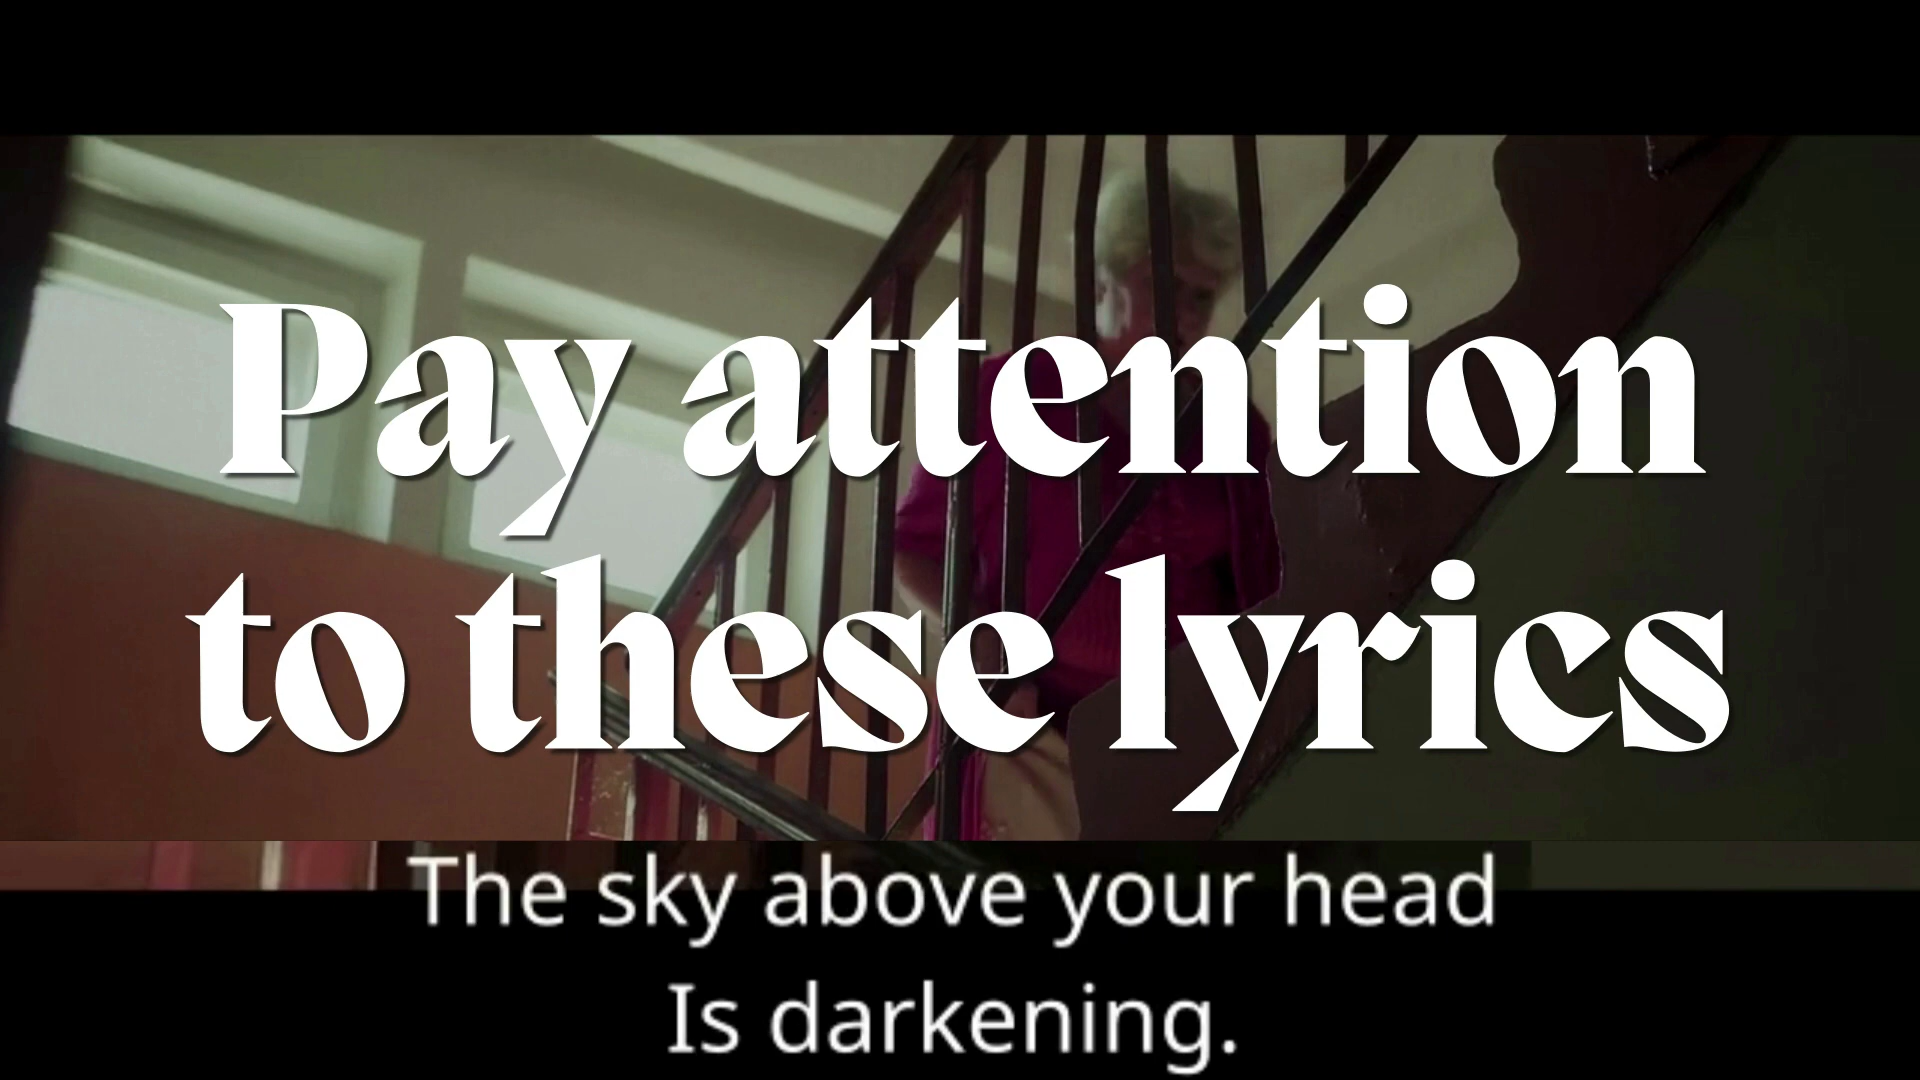 Pay attention
to these lyrics
The sky above your head
Is darkening.